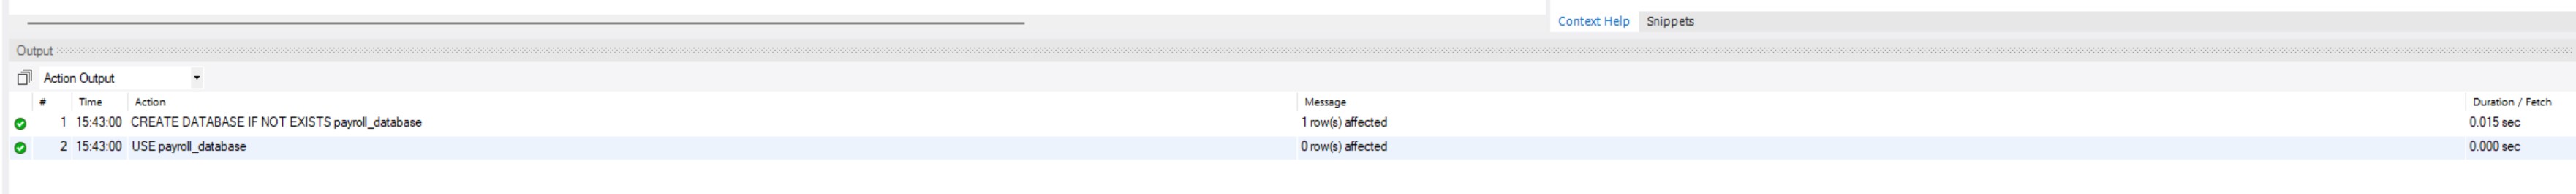 Context Help Snippets
Output
Action Output
# Time Action Message Duration / Fetch
1 15:43:00 CREATE DATABASE IF NOT EXISTS payroll_database 1 row(s) affected 0.015 sec
2 15:43:00 USE payroll_database 0 row(s) affected 0.000 sec